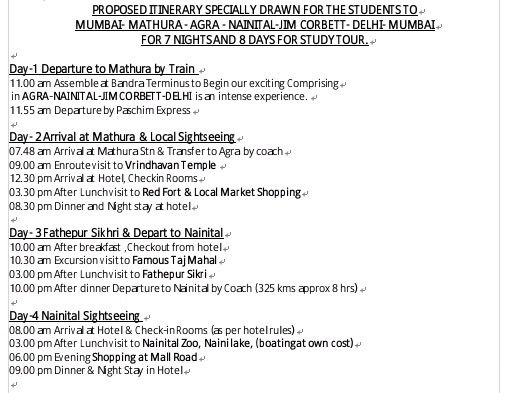 PROPOSED ITINERARY SPECIALLY DRAWN FOR THE STUDENTS TO
MUMBAI- MATHURA - AGRA - NAINITAL-JIM CORBETT- DELHI- MUMBAI
FOR 7 NIGHTS AND 8 DAYS FOR STUDY TOUR.
Day-1 Departure to Mathura by Train
11.00 am Assemble at Bandra Terminus to Begin our exciting Comprising
in AGRA-NAINITAL-JIM CORBETT-DELHI is an intense experience.
11.55 am Departure by Paschim Express
Day- 2 Arrival at Mathura & Local Sightseeing
07.48 am Arrival at Mathura Stn & Transfer to Agra by coach
09.00 am Enroute visit to Vrindhavan Temple
12.30 pm Arrival at Hotel, Checkin Rooms
03.30 pm After Lunch visit to Red Fort & Local Market Shopping
08.30 pm Dinner and Night stay at hotel
Day- 3 Fathepur Sikhri & Depart to Nainital
10.00 am After breakfast ,Checkout from hotel
10.30 am Excursion visit to Famous Taj Mahal
03.00 pm After Lunch visit to Fathepur Sikri
10.00 pm After dinner Departure to Nainital by Coach (325 kms approx 8 hrs)
Day-4 Nainital Sightseeing
08.00 am Arrival at Hotel & Check-in Rooms (as per hotel rules)
03.00 pm After Lunch visit to Nainital Zoo, Naini lake, (boating at own cost)
06.00 pm Evening Shopping at Mall Road
09.00 pm Dinner & Night Stay in Hotel